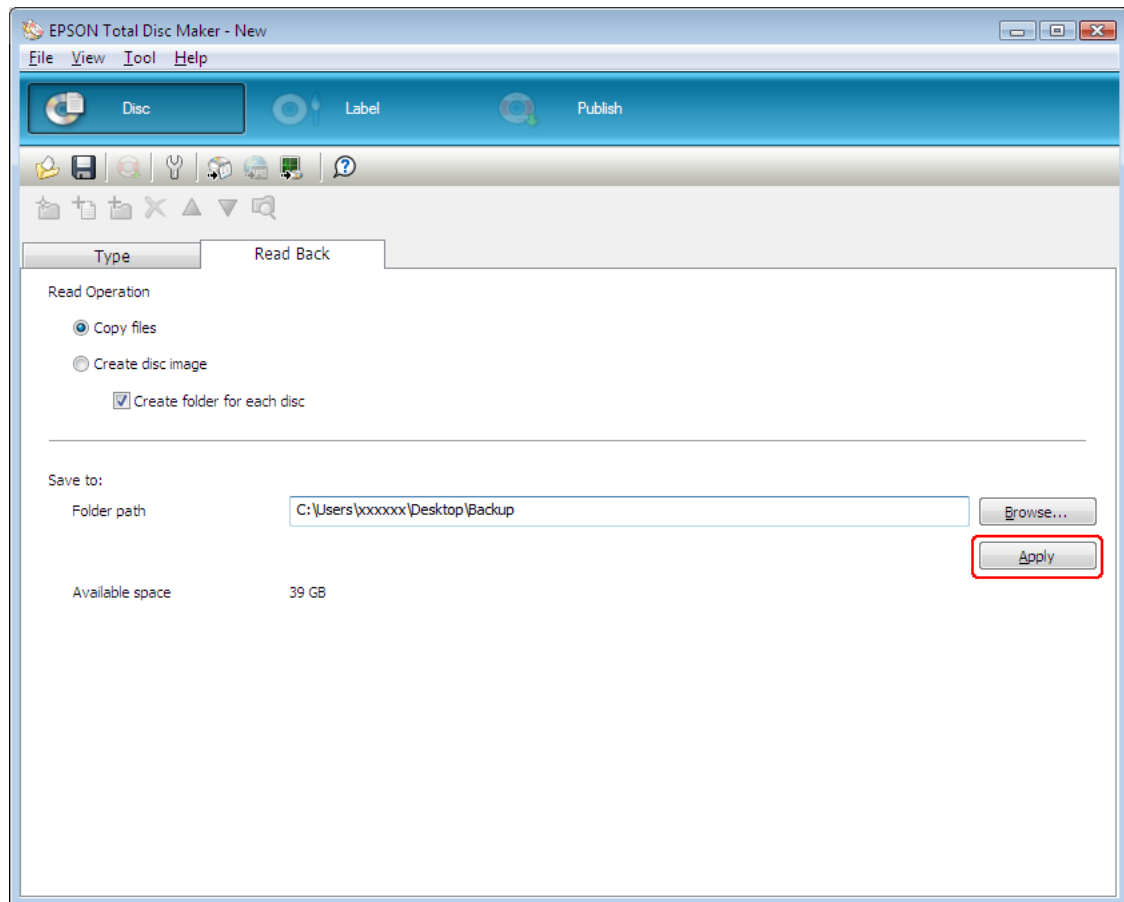 EPSON Total Disc Maker - New
File View Tool Help
Disc Label Publish
Type Read Back
Read Operation
Copy files
Create disc image
Create folder for each disc
Save to:
Folder path C:\Users\xxxxxx\Desktop\Backup Browse...
Apply
Available space 39 GB